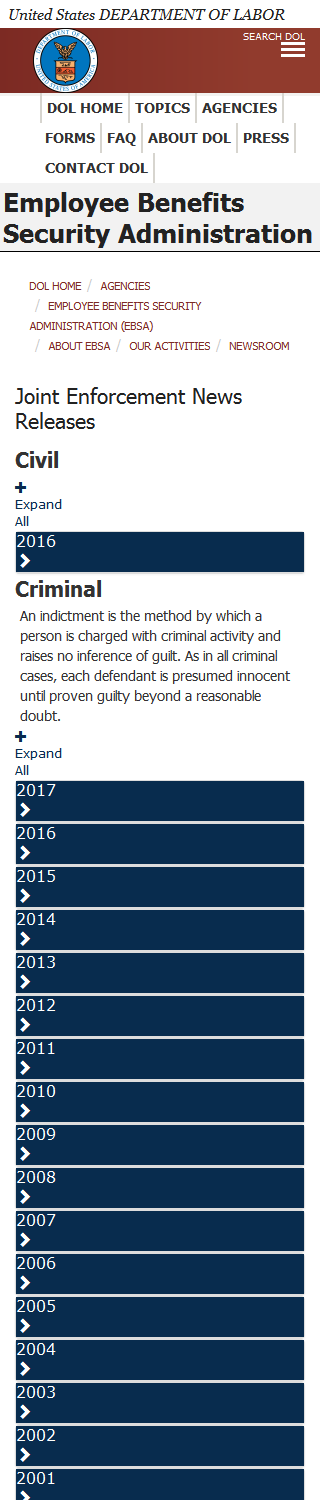 United States DEPARTMENT OF LABOR
SEARCH DOL
DOL HOME
TOPICS
AGENCIES
FORMS
FAQ
ABOUT DOL
PRESS
CONTACT DOL
Employee Benefits
Security Administration
DOL HOME / AGENCIES
/ EMPLOYEE BENEFITS SECURITY
ADMINISTRATION (EBSA)
/ ABOUT EBSA / OUR ACTIVITIES / NEWSROOM
Joint Enforcement News
Releases
Civil
Expand
All
2016
Criminal
An indictment is the method by which a
person is charged with criminal activity and
raises no inference of guilt. As in all criminal
cases, each defendant is presumed innocent
until proven guilty beyond a reasonable
doubt.
Expand
All
2017
2016
2015
2014
2013
2012
2011
2010
2009
2008
2007
2006
2005
2004
2003
2002
2001